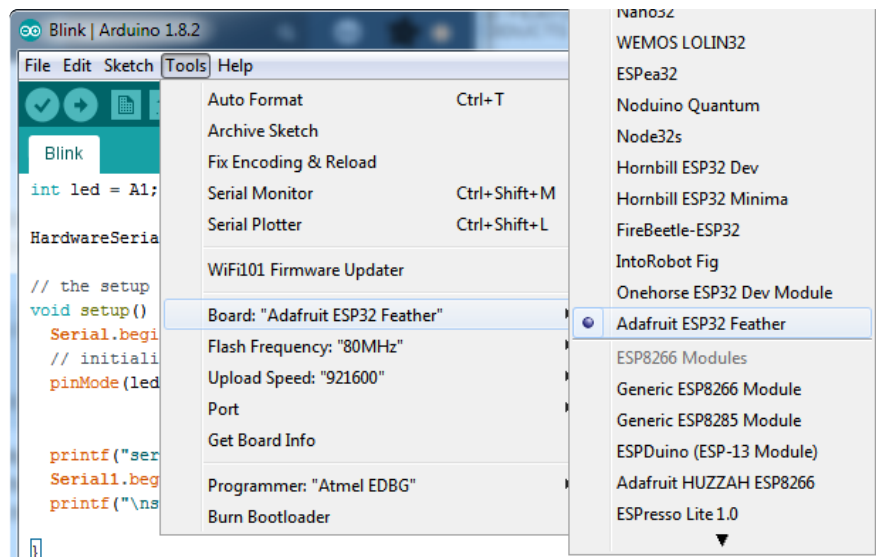 Blink | Arduino 1.8.2
File Edit Sketch Tools Help
Blink
int led = A1;
HardwareSeria
// the setup
void setup()
Serial.begi
// initiali
pinMode(led
printf("ser
Serial1.beg
printf("\ns
}
Auto Format Ctrl+T
Archive Sketch
Fix Encoding & Reload
Serial Monitor Ctrl+Shift+M
Serial Plotter Ctrl+Shift+L
WiFi101 Firmware Updater
Board: "Adafruit ESP32 Feather"
Flash Frequency: "80MHz"
Upload Speed: "921600"
Port
Get Board Info
Programmer: "Atmel EDBG"
Burn Bootloader
Nano32
WEMOS LOLIN32
ESPea32
Noduino Quantum
Node32s
Hornbill ESP32 Dev
Hornbill ESP32 Minima
FireBeetle-ESP32
IntoRobot Fig
Onehorse ESP32 Dev Module
Adafruit ESP32 Feather
ESP8266 Modules
Generic ESP8266 Module
Generic ESP8285 Module
ESPDuino (ESP-13 Module)
Adafruit HUZZAH ESP8266
ESPresso Lite 1.0